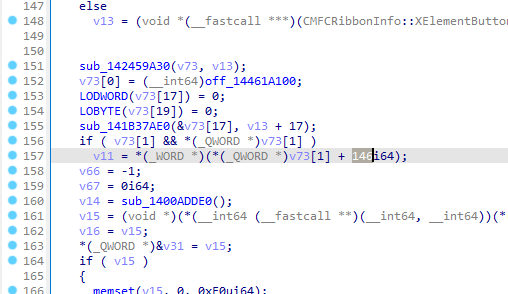 147 else
148 v13 = (void *(__fastcall ***)(CMFCRibbonInfo::XElementButton
149
150
151 sub_142459A30(v73, v13);
152 v73[0] = (__int64)off_14461A100;
153 LODWORD(v73[17]) = 0;
154 LOBYTE(v73[19]) = 0;
155 sub_141B37AE0(&v73[17], v13 + 17);
156 if ( v73[1] && *(_QWORD *)v73[1] )
157 v11 = *(_WORD *)(*(_QWORD *)v73[1] + 146i64);
158 v66 = -1;
159 v67 = 0i64;
160 v14 = sub_1400ADDE0();
161 v15 = (void *)(*(__int64 (__fastcall **)(__int64, __int64))(*(
162 v16 = v15;
163 *(_QWORD *)&v31 = v15;
164 if ( v15 )
165 {
166 memset(v15, 0, 0xE0ui64);